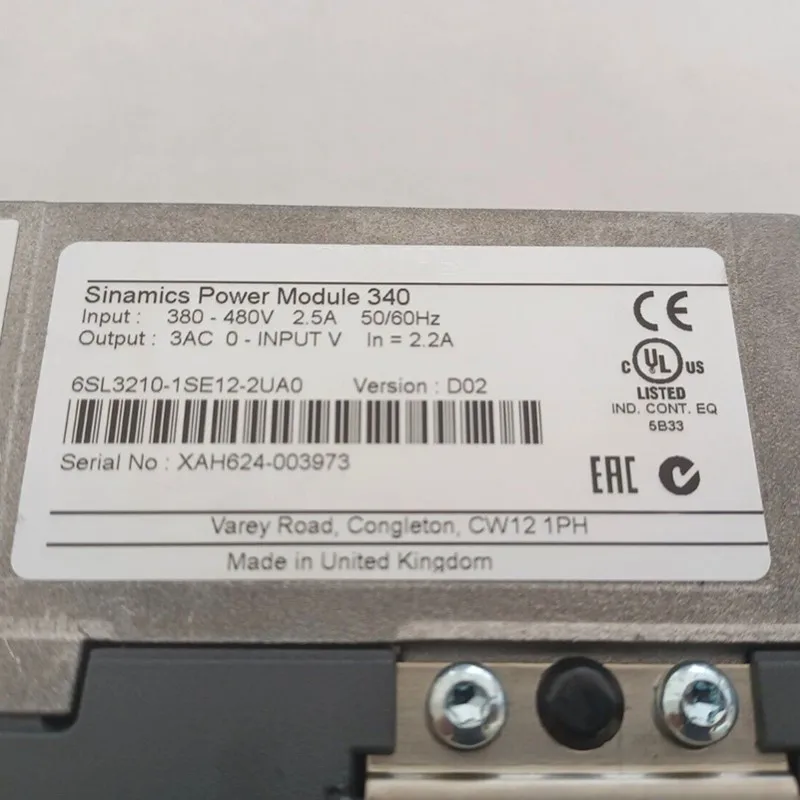 Sinamics Power Module 340
Input : 380 - 480V 2.5A 50/60Hz
Output : 3AC 0 - INPUT V In = 2.2A
6SL3210-1SE12-2UA0 Version : D02
Serial No : XAH624-003973
CE
C UL US
LISTED
IND. CONT. EQ
5B33
EAC
Varey Road, Congleton, CW12 1PH
Made in United Kingdom